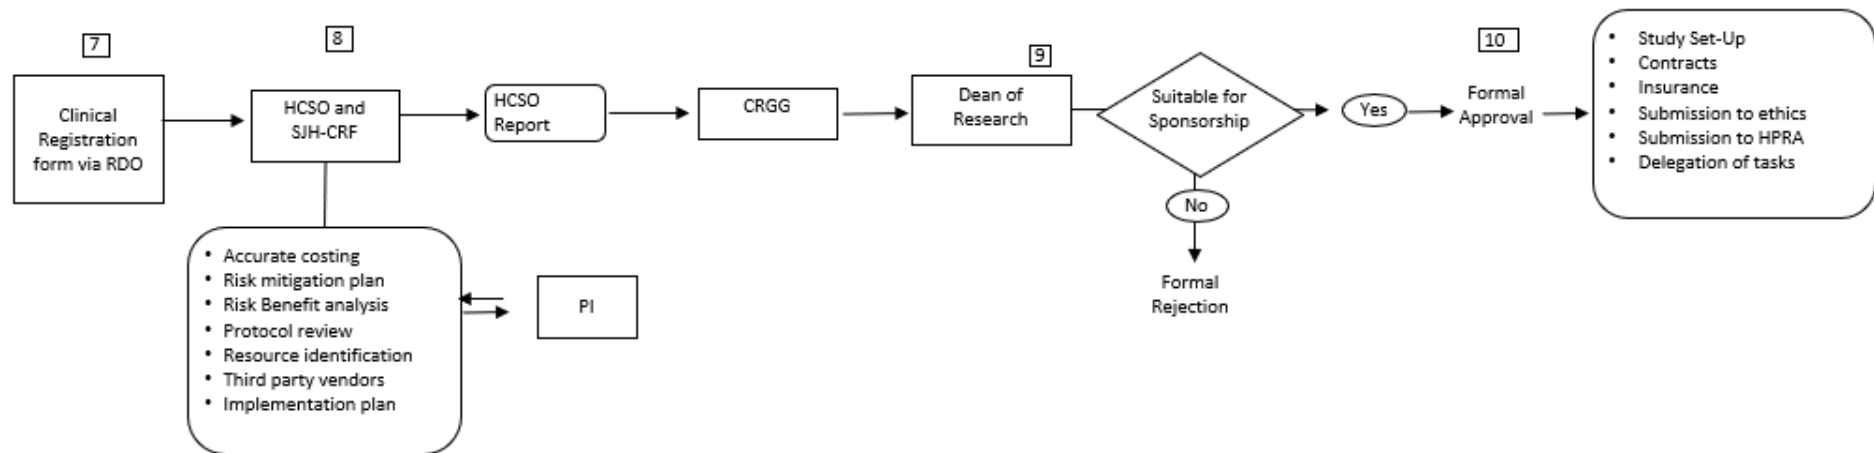 7
Clinical
Registration
form via RDO
8
HCSO and
SJH-CRF
• Accurate costing
• Risk mitigation plan
• Risk Benefit analysis
• Protocol review
• Resource identification
• Third party vendors
• Implementation plan
PI
HCSO
Report
CRGG
9
Dean of
Research
Suitable for
Sponsorship
No
Formal
Rejection
Yes
10
Formal
Approval
• Study Set-Up
• Contracts
• Insurance
• Submission to ethics
• Submission to HPRA
• Delegation of tasks